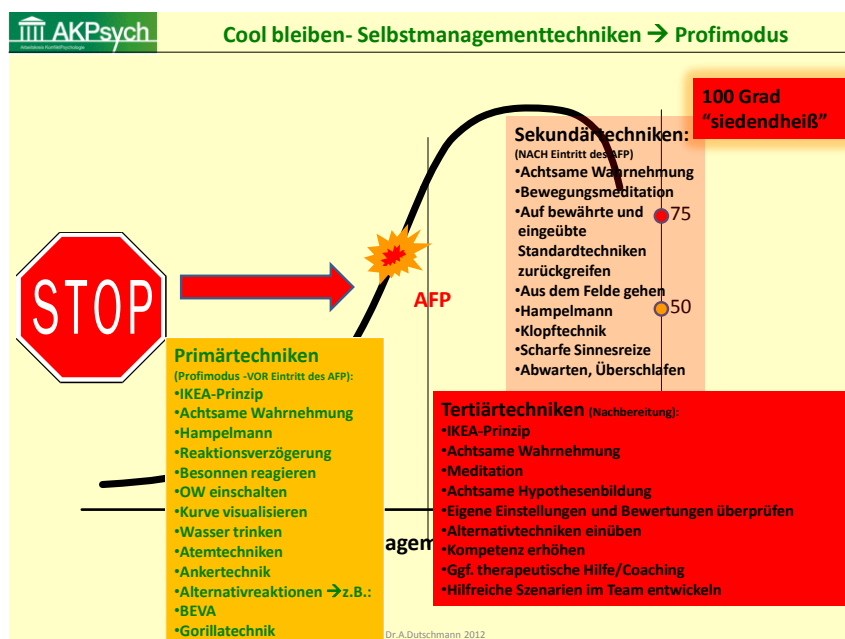 AKPsych
Arbeitskreis KonfliktPsychologie
Cool bleiben- Selbstmanagementtechniken → Profimodus
100 Grad
“siedendheiß”
Sekundärtechniken:
(NACH Eintritt des AFP)
•Achtsame Wahrnehmung
•Bewegungsmeditation
•Auf bewährte und
eingeübte
Standardtechniken
zurückgreifen
•Aus dem Felde gehen
•Hampelmann
•Klopftechnik
•Scharfe Sinnesreize
•Abwarten, Überschlafen
75
50
STOP
AFP
Primärtechniken
(Profimodus -VOR Eintritt des AFP):
•IKEA-Prinzip
•Achtsame Wahrnehmung
•Hampelmann
•Reaktionsverzögerung
•Besonnen reagieren
•OW einschalten
•Kurve visualisieren
•Wasser trinken
•Atemtechniken
•Ankertechnik
•Alternativreaktionen →z.B.:
•BEVA
•Gorillatechnik
agem
Tertiärtechniken (Nachbereitung):
•IKEA-Prinzip
•Achtsame Wahrnehmung
•Meditation
•Achtsame Hypothesenbildung
•Eigene Einstellungen und Bewertungen überprüfen
•Alternativtechniken einüben
•Kompetenz erhöhen
•Ggf. therapeutische Hilfe/Coaching
•Hilfreiche Szenarien im Team entwickeln
Dr.A.Dutschmann 2012